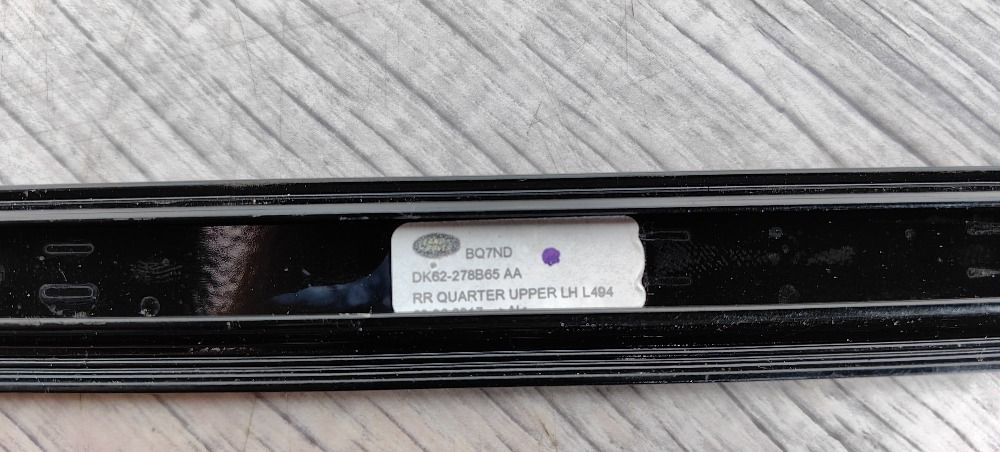 BQ7ND
DK62-278B65 AA
RR QUARTER UPPER LH L494